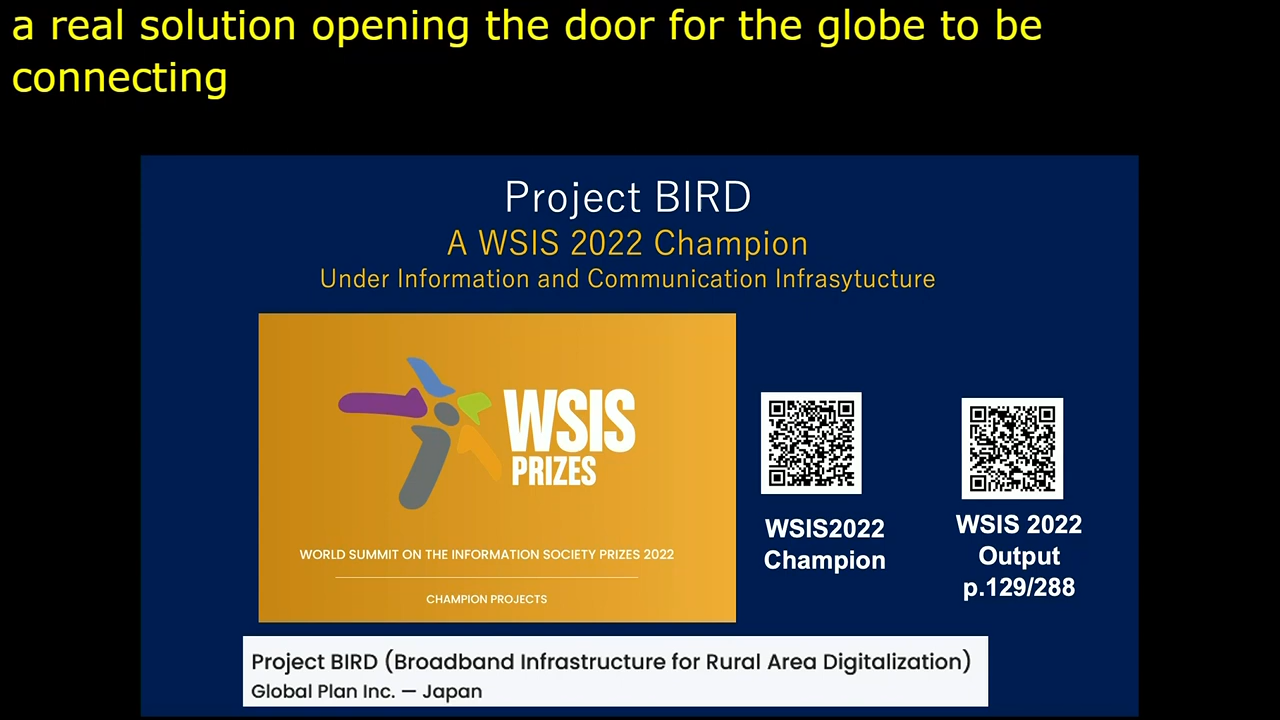 a real solution opening the door for the globe to be
connecting
Project BIRD
A WSIS 2022 Champion
Under Information and Communication Infrasytucture
WSIS
PRIZES
WORLD SUMMIT ON THE INFORMATION SOCIETY PRIZES 2022
CHAMPION PROJECTS
WSIS2022
Champion
WSIS 2022
Output
p.129/288
Project BIRD (Broadband Infrastructure for Rural Area Digitalization)
Global Plan Inc. — Japan